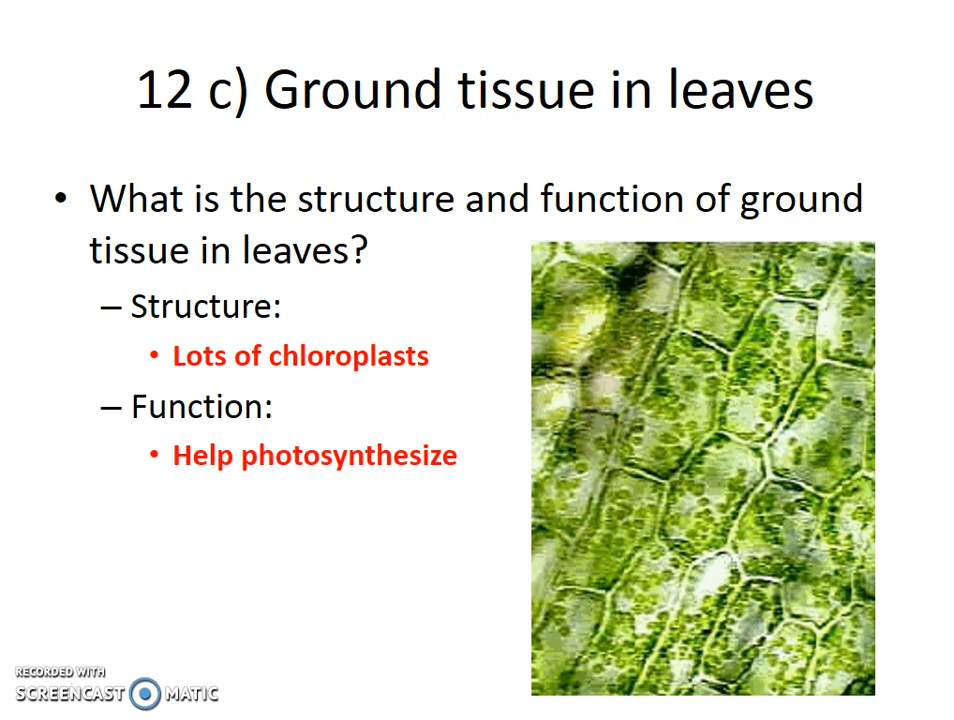 12 c) Ground tissue in leaves
• What is the structure and function of ground
tissue in leaves?
– Structure:
• Lots of chloroplasts
– Function:
• Help photosynthesize
RECORDED WITH
SCREENCAST MATIC